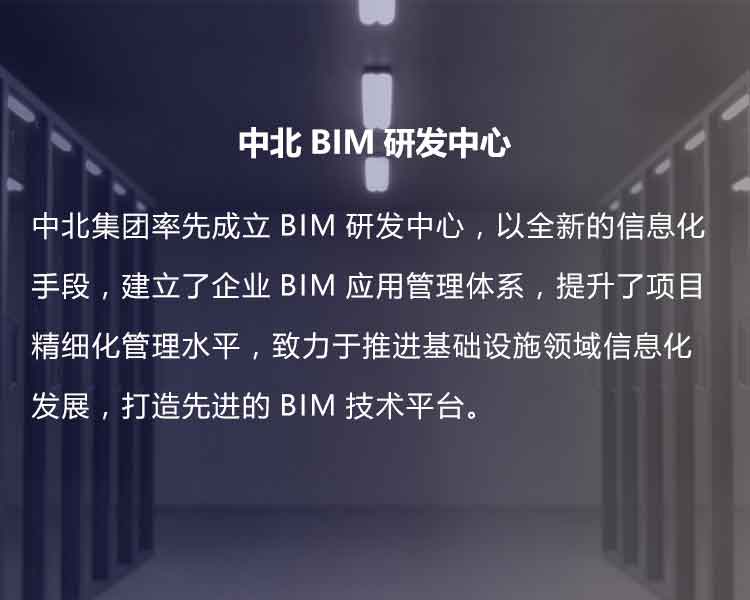 中北 BIM 研发中心
中北集团率先成立 BIM 研发中心，以全新的信息化
手段，建立了企业 BIM 应用管理体系，提升了项目
精细化管理水平，致力于推进基础设施领域信息化
发展，打造先进的 BIM 技术平台。